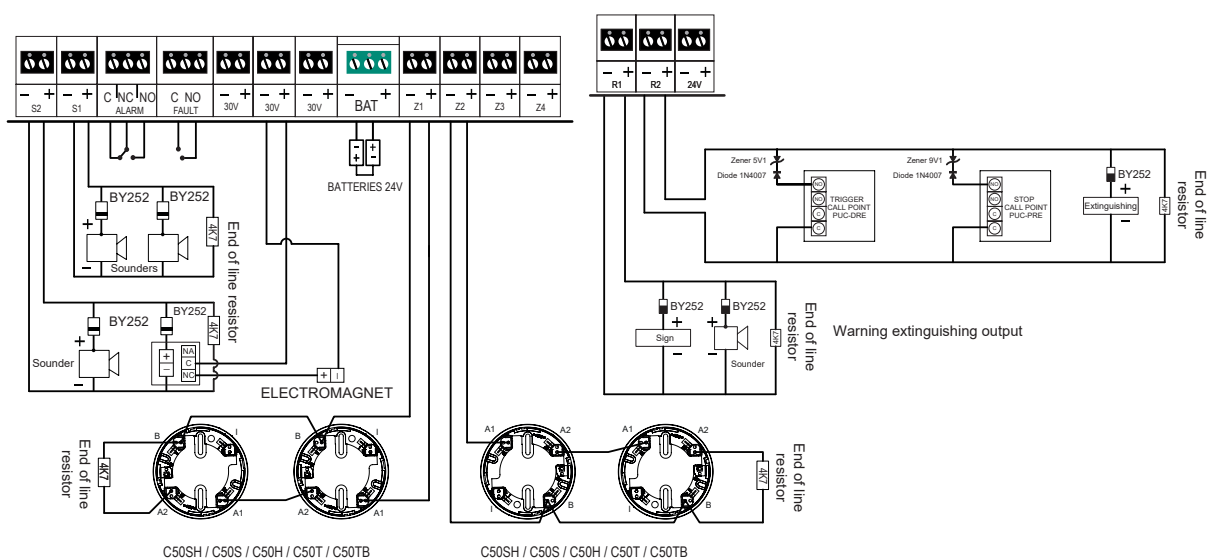 - + - + - + - + - + - + - + - + - + - +
S2 S1 C NC NO C NO 30V 30V 30V BAT Z1 Z2 Z3 Z4
ALARM FAULT
- + - + - +
R1 R2 24V
- + + -
BATTERIES 24V
BY252 BY252
+
-
Sounders
4K7
End of line resistor
BY252 BY252
+
-
Sounder
+
-
NA
C
NC
4K7
+ -
ELECTROMAGNET
Zener 5V1
Diode 1N4007
NO
NO
C
C
TRIGGER
CALL POINT
PUC-DRE
Zener 9V1
Diode 1N4007
NO
NO
C
C
STOP
CALL POINT
PUC-PRE
BY252
+
Extinguishing
-
4K7
End of line
resistor
BY252 BY252
+ +
Sign
- -
Sounder
4K7
End of line
resistor
Warning extinguishing output
End of line
resistor
4K7
B I B I
A2 A1 A2 A1
C50SH / C50S / C50H / C50T / C50TB
A1 A2 A1 A2
I B I B
4K7
End of line
resistor
C50SH / C50S / C50H / C50T / C50TB